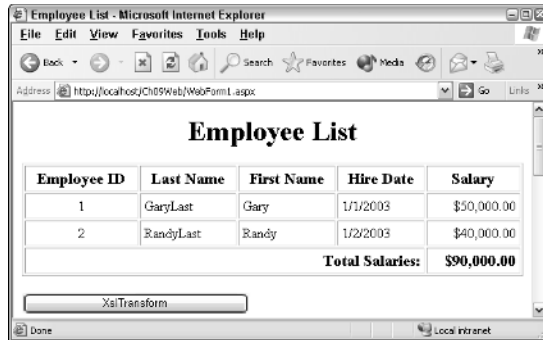 Employee List - Microsoft Internet Explorer
File Edit View Favorites Tools Help
Back Search Favorites Media
Address http://localhost/Ch09Web/WebForm1.aspx Go Links
Employee List
Employee ID Last Name First Name Hire Date Salary
1 GaryLast Gary 1/1/2003 $50,000.00
2 RandyLast Randy 1/2/2003 $40,000.00
Total Salaries: $90,000.00
XslTransform
Done Local intranet